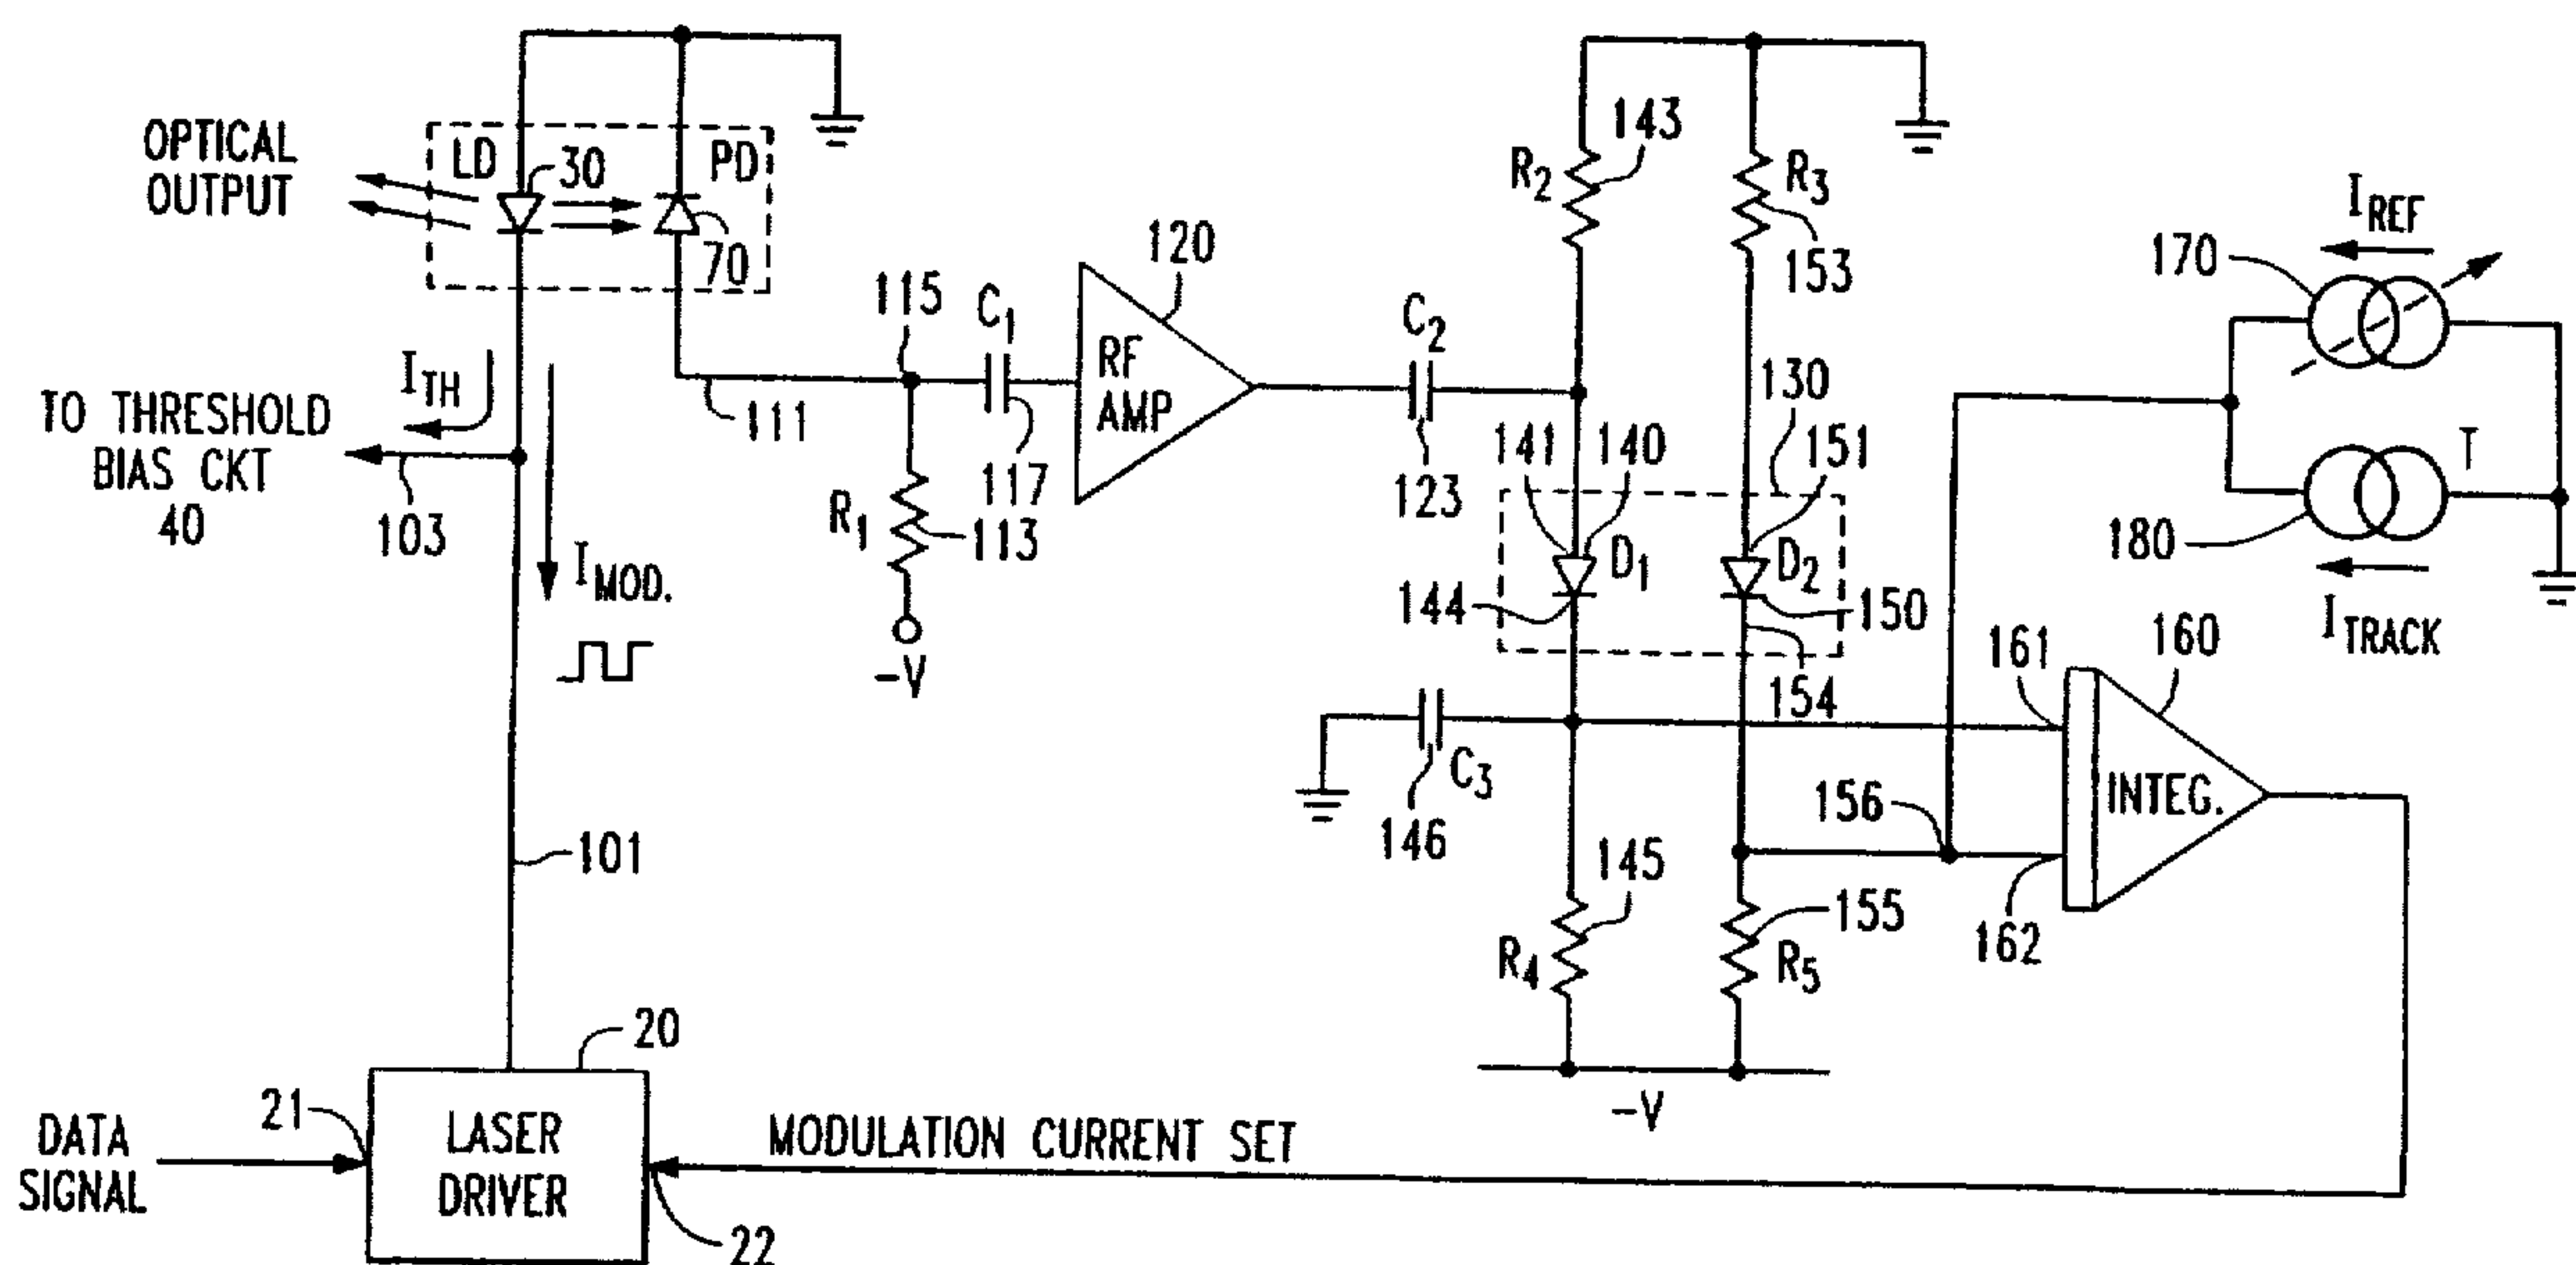 OPTICAL
OUTPUT
LD
30
PD
70
I TH
TO THRESHOLD
BIAS CKT
40
103
I MOD.
111
115
C1
117
R1
113
-V
120
RF
AMP
C2
123
R2
143
R3
153
130
141
140
151
D1
D2
144
150
154
C3
146
156
R4
145
155
R5
-V
I REF
170
T
180
I TRACK
161
160
INTEG.
162
101
20
21
DATA
SIGNAL
LASER
DRIVER
22
MODULATION CURRENT SET